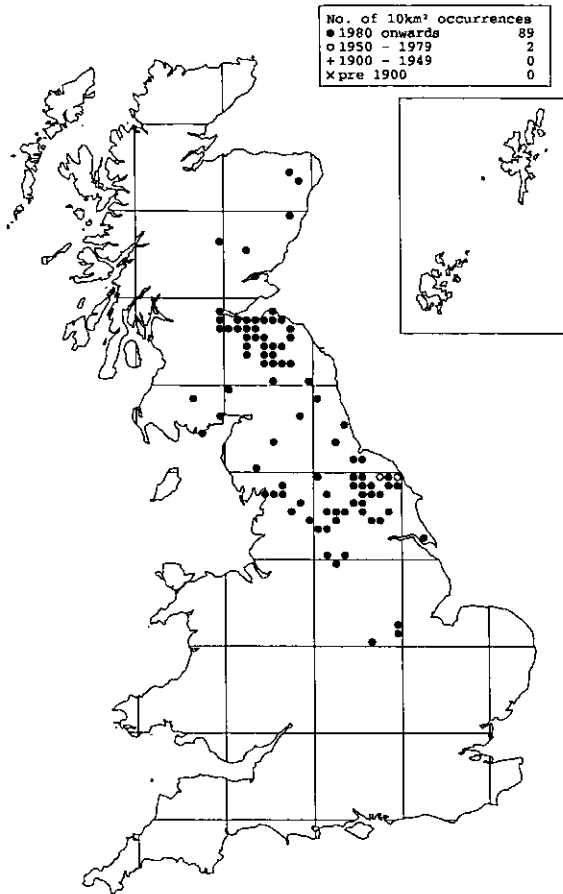 No. of 10km² occurrences
● 1980 onwards 89
○ 1950 - 1979 2
+ 1900 - 1949 0
× pre 1900 0